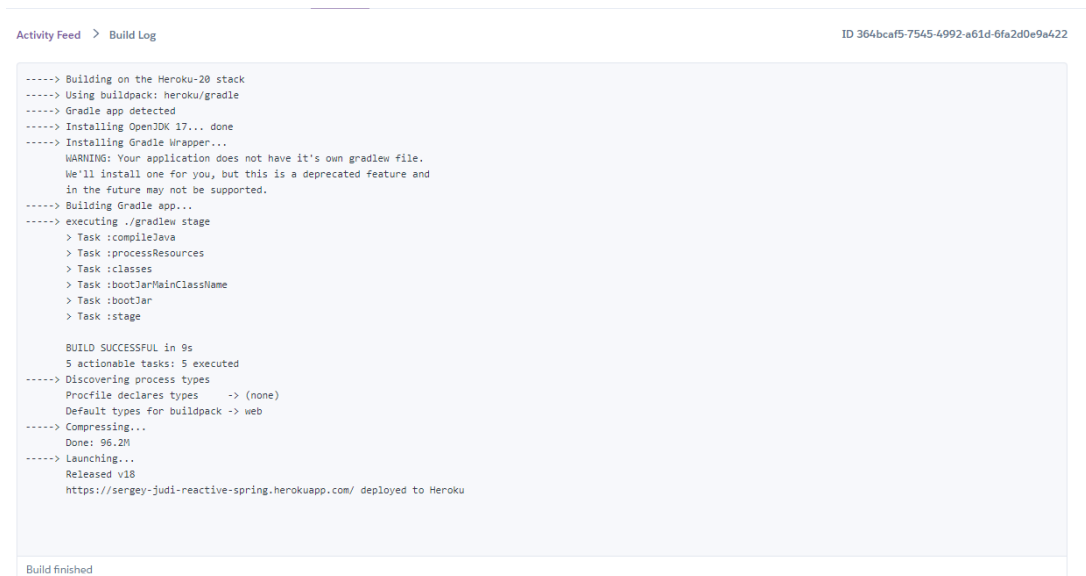 Activity Feed > Build Log
ID 364bcaf5-7545-4992-a61d-6fa2d0e9a422
-----> Building on the Heroku-20 stack
-----> Using buildpack: heroku/gradle
-----> Gradle app detected
-----> Installing OpenJDK 17... done
-----> Installing Gradle Wrapper...
WARNING: Your application does not have it's own gradlew file.
We'll install one for you, but this is a deprecated feature and
in the future may not be supported.
-----> Building Gradle app...
-----> executing ./gradlew stage
> Task :compileJava
> Task :processResources
> Task :classes
> Task :bootJarMainClassName
> Task :bootJar
> Task :stage
BUILD SUCCESSFUL in 9s
5 actionable tasks: 5 executed
-----> Discovering process types
Procfile declares types -> (none)
Default types for buildpack -> web
-----> Compressing...
Done: 96.2M
-----> Launching...
Released v18
https://sergey-judi-reactive-spring.herokuapp.com/ deployed to Heroku
Build finished